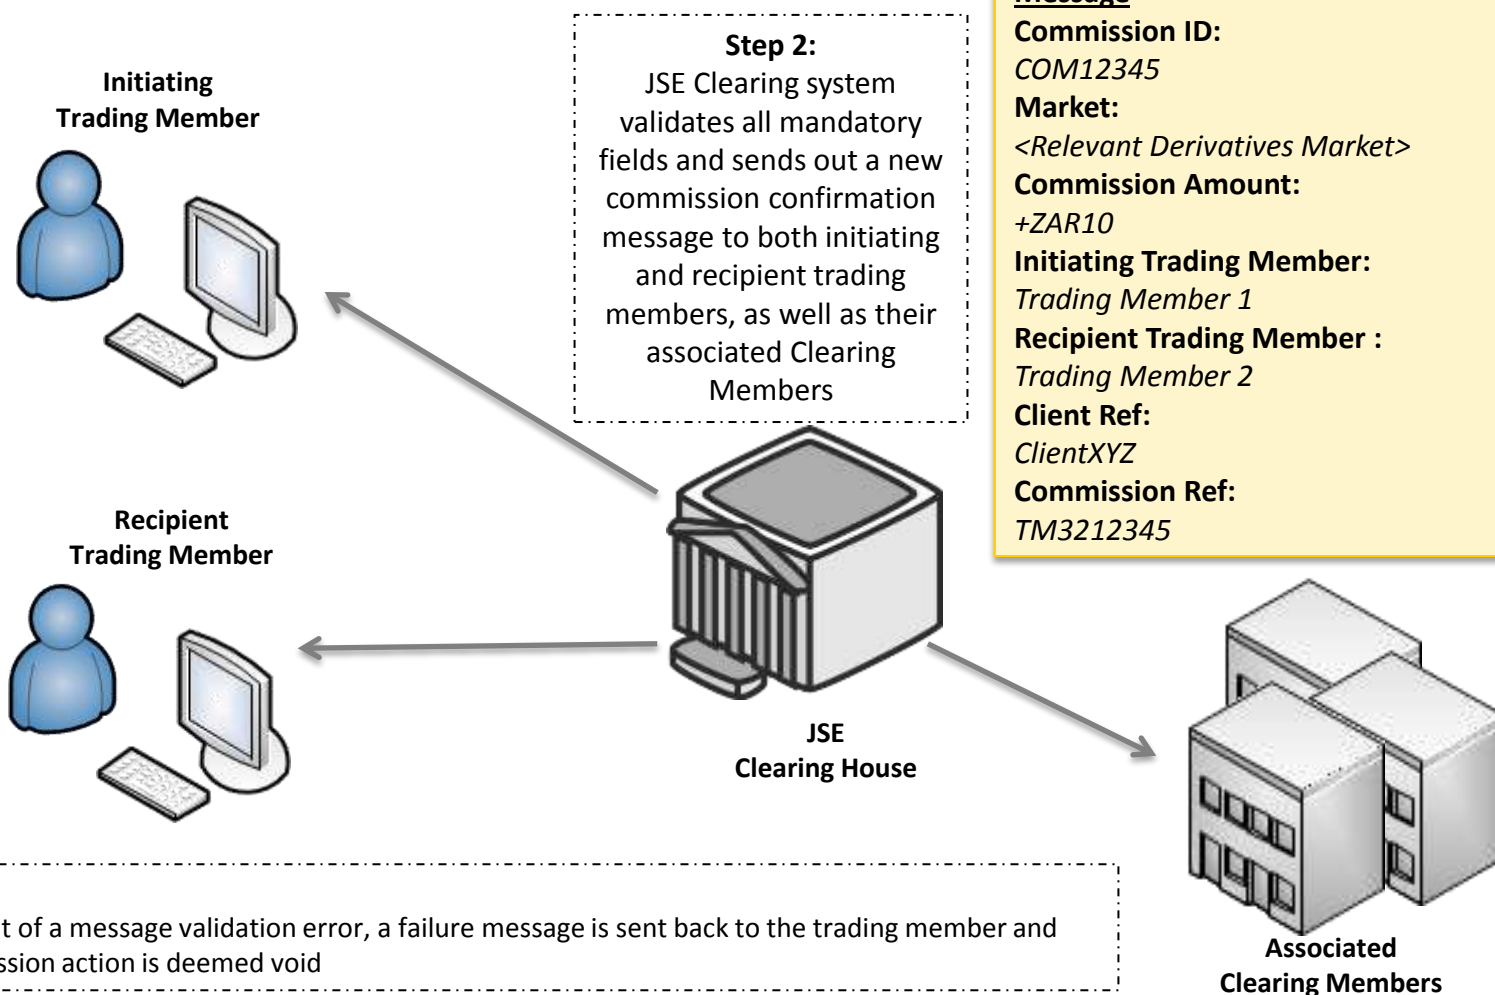 Message
Commission ID:
COM12345
Market:
<Relevant Derivatives Market>
Commission Amount:
+ZAR10
Initiating Trading Member:
Trading Member 1
Recipient Trading Member :
Trading Member 2
Client Ref:
ClientXYZ
Commission Ref:
TM3212345
Step 2:
JSE Clearing system
validates all mandatory
fields and sends out a new
commission confirmation
message to both initiating
and recipient trading
members, as well as their
associated Clearing
Members
Initiating
Trading Member
Recipient
Trading Member
JSE
Clearing House
Associated
Clearing Members
of a message validation error, a failure message is sent back to the trading member and
action is deemed void